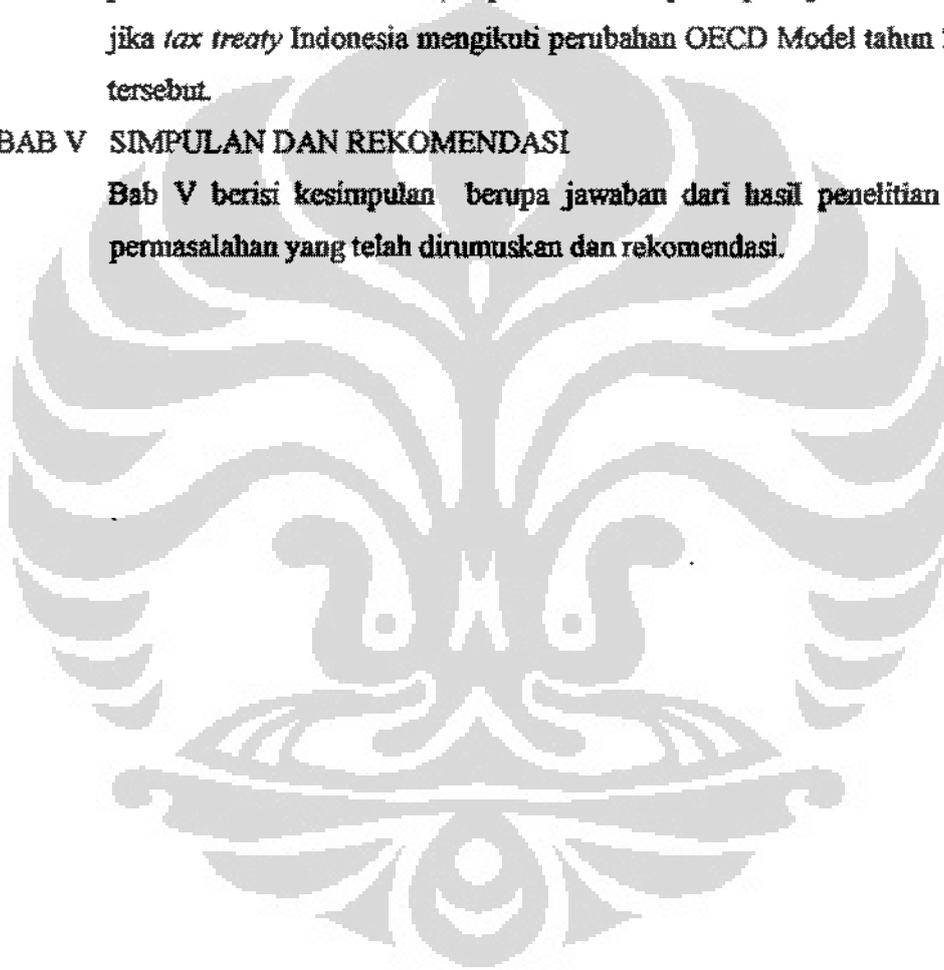 jika tax treaty Indonesia mengikuti perubahan OECD Model tahun
tersebut.
BAB V SIMPULAN DAN REKOMENDASI
Bab V berisi kesimpulan berupa jawaban dari hasil penelitian
permasalahan yang telah dirumuskan dan rekomendasi.